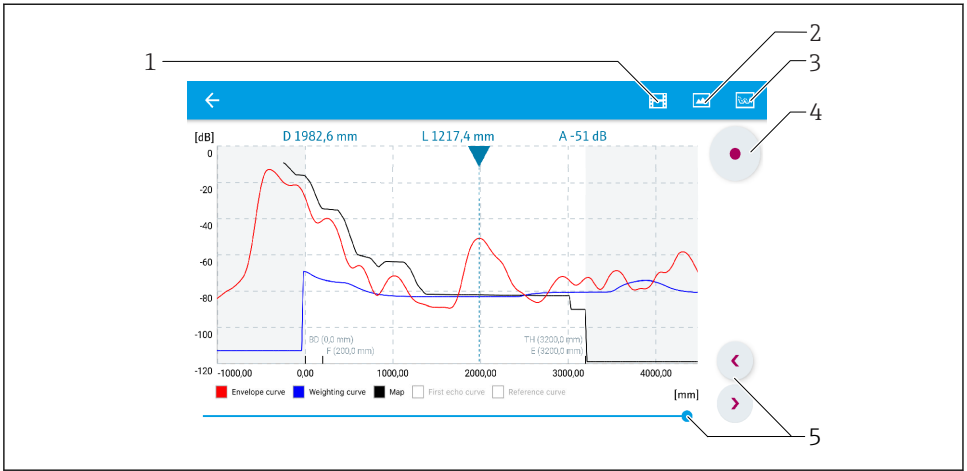 1
2
3
4
[dB]
D 1982,6 mm
L 1217,4 mm
A -51 dB
0
-20
-40
-60
-80
-100
-120
BD (0,0 mm)
F (200,0 mm)
TH (3200,0 mm)
E (3200,0 mm)
-1000,00
0,00
1000,00
2000,00
3000,00
4000,00
Envelope curve
Weighting curve
Map
First echo curve
Reference curve
[mm]
5